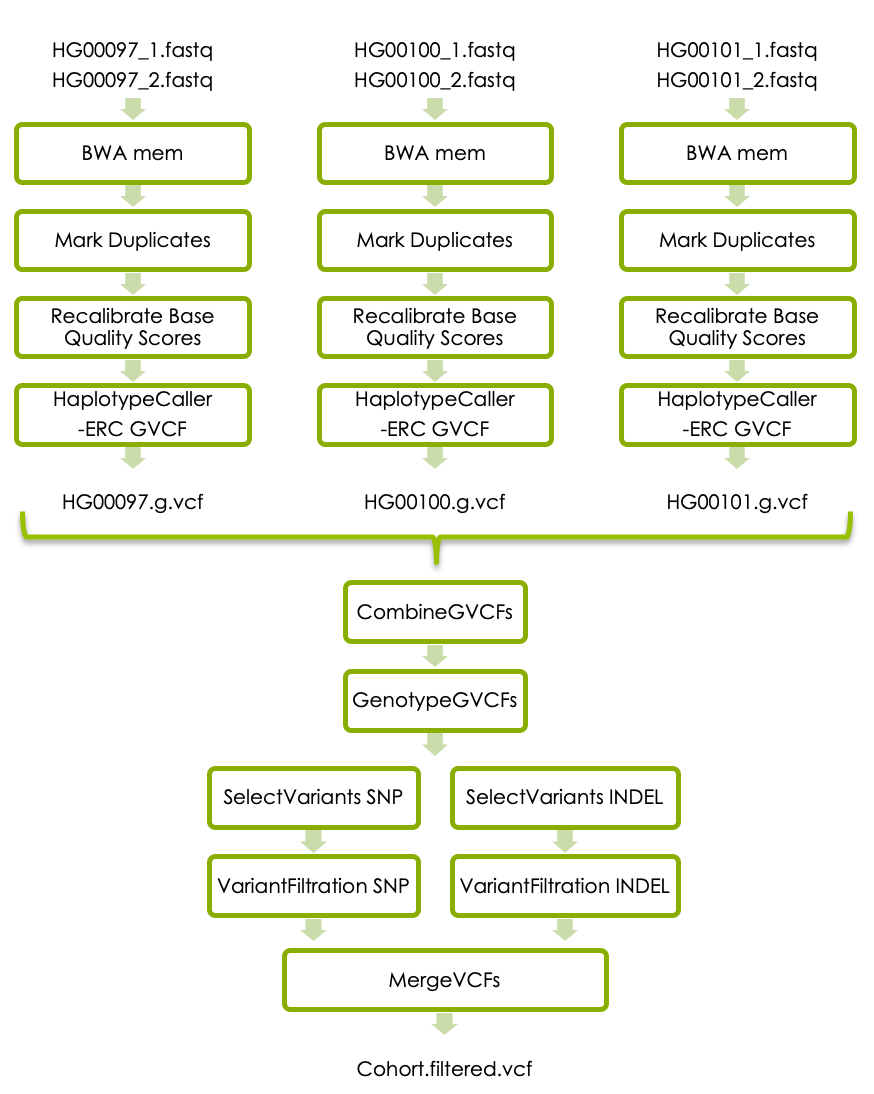 HG00097_1.fastq
HG00097_2.fastq
HG00100_1.fastq
HG00100_2.fastq
HG00101_1.fastq
HG00101_2.fastq
BWA mem
BWA mem
BWA mem
Mark Duplicates
Mark Duplicates
Mark Duplicates
Recalibrate Base
Quality Scores
Recalibrate Base
Quality Scores
Recalibrate Base
Quality Scores
HaplotypeCaller
-ERC GVCF
HaplotypeCaller
-ERC GVCF
HaplotypeCaller
-ERC GVCF
HG00097.g.vcf
HG00100.g.vcf
HG00101.g.vcf
CombineGVCFs
GenotypeGVCFs
SelectVariants SNP
SelectVariants INDEL
VariantFiltration SNP
VariantFiltration INDEL
MergeVCFs
Cohort.filtered.vcf